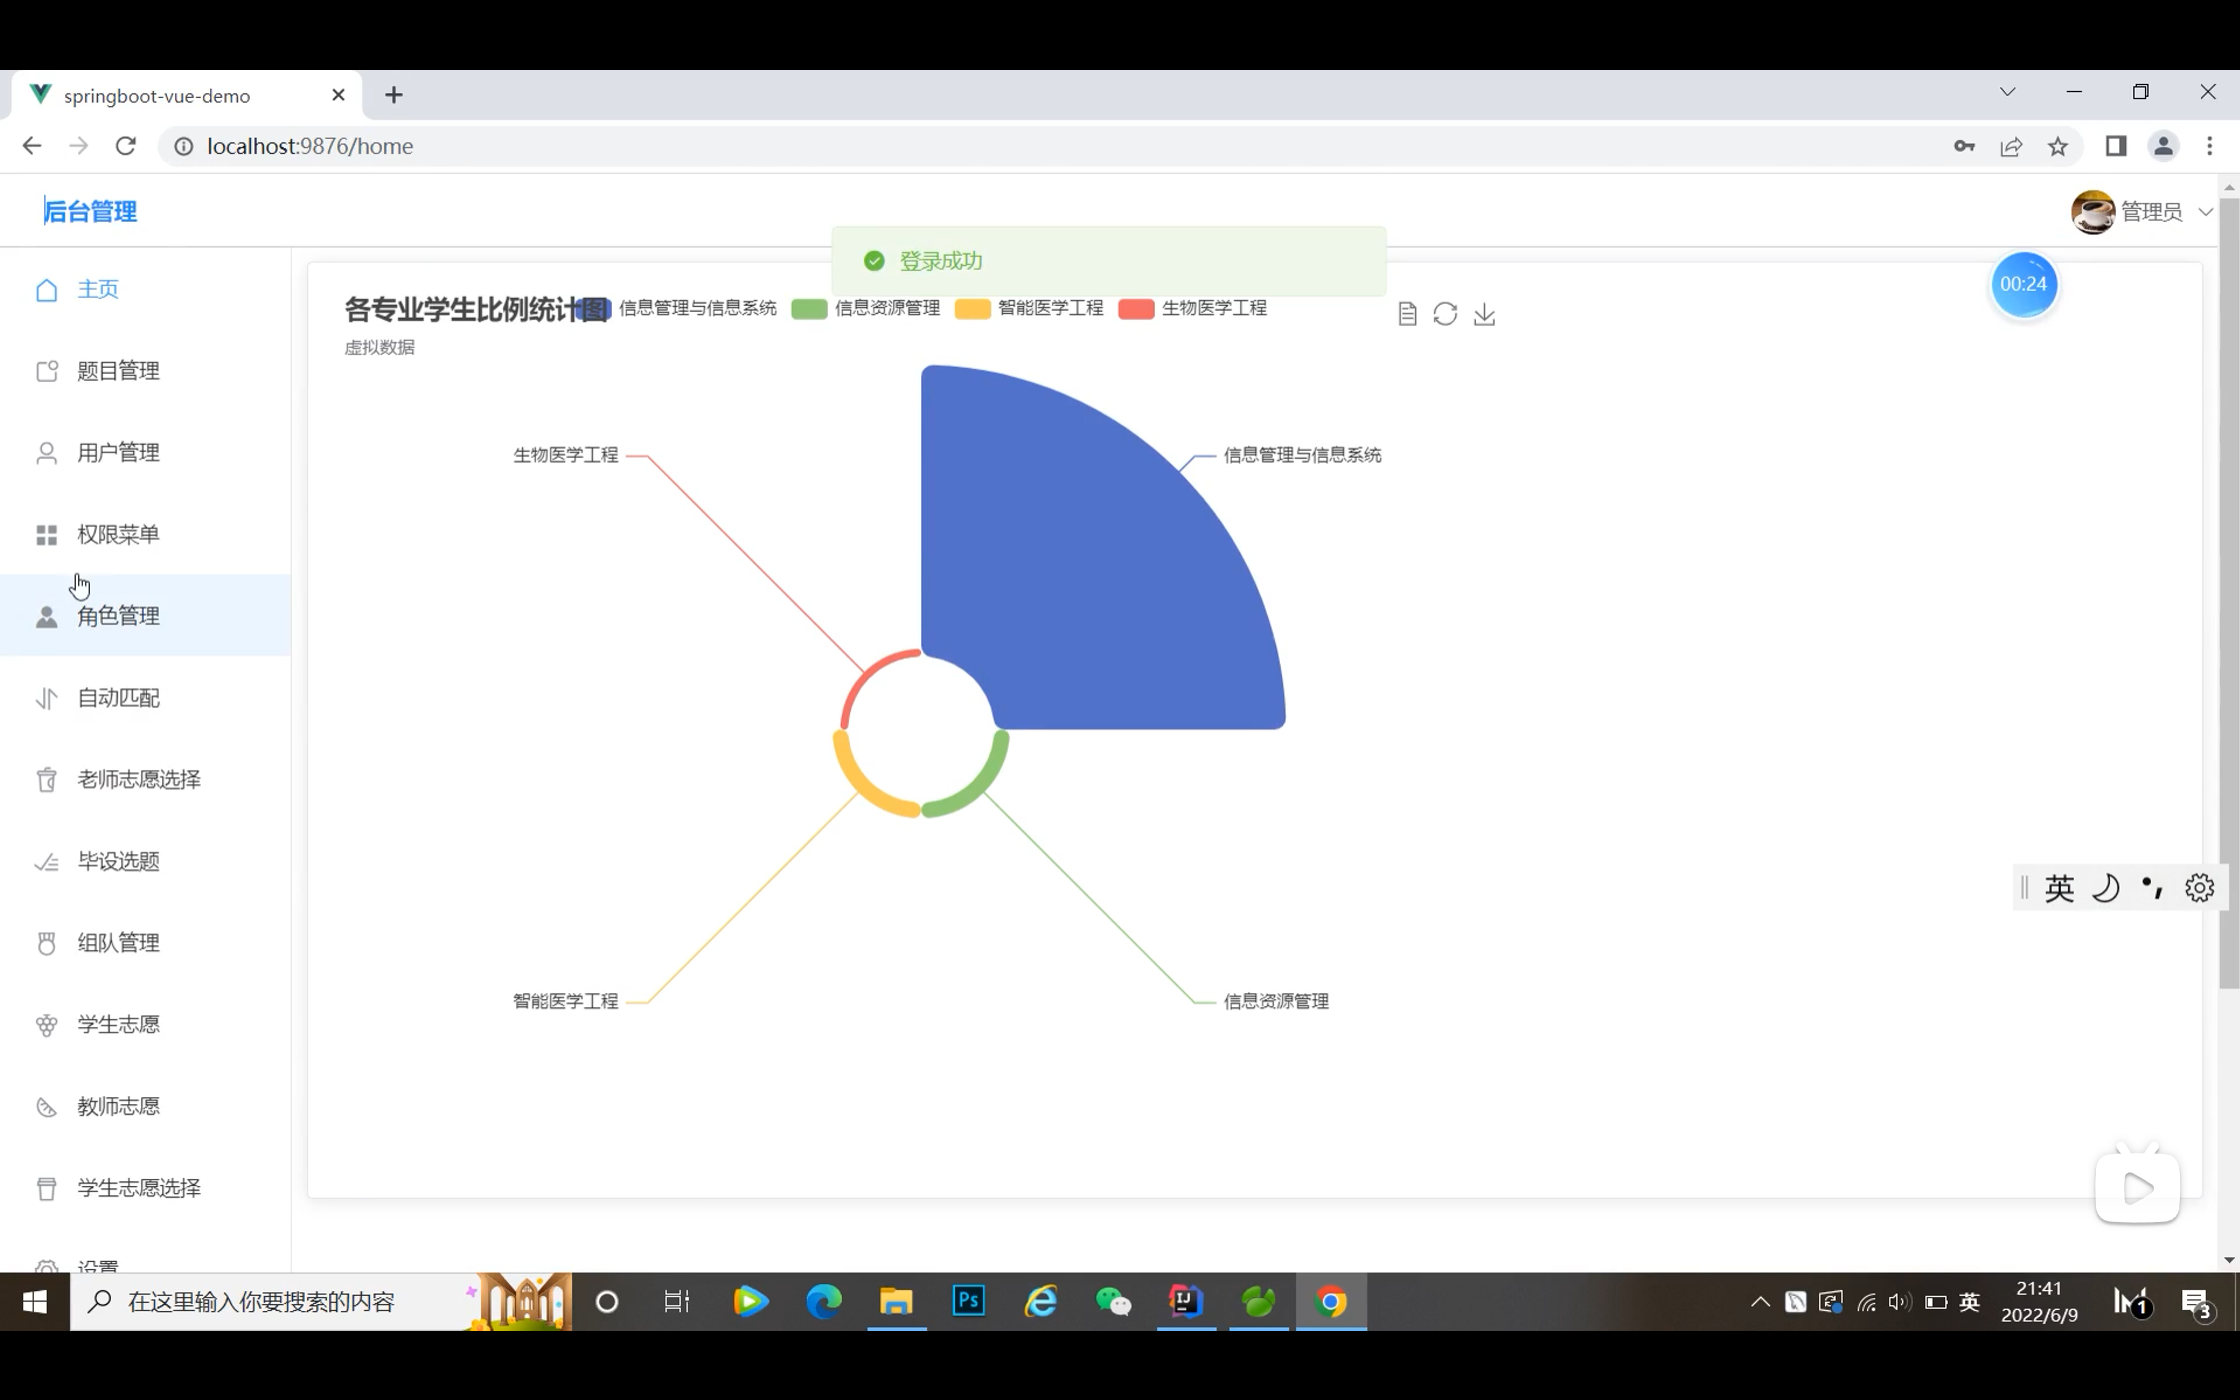 springboot-vue-demo
localhost:9876/home
后台管理
管理员
登录成功
00:24
主页
题目管理
用户管理
权限菜单
角色管理
自动匹配
老师志愿选择
毕设选题
组队管理
学生志愿
教师志愿
学生志愿选择
设置
各专业学生比例统计图
信息管理与信息系统
信息资源管理
智能医学工程
生物医学工程
虚拟数据
生物医学工程
信息管理与信息系统
智能医学工程
信息资源管理
英
在这里输入你要搜索的内容
Ps
IJ
英
21:41
2022/6/9
1
3